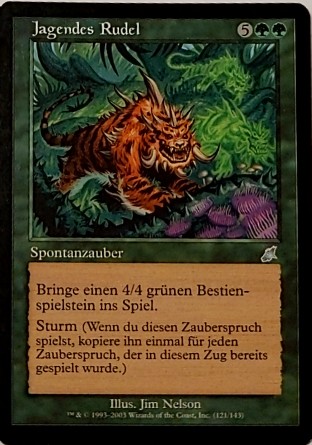 Jagendes Rudel 5
Spontanzauber
Bringe einen 4/4 grünen Bestien-
spielstein ins Spiel.
Sturm (Wenn du diesen Zauberspruch
spielst, kopiere ihn einmal für jeden
Zauberspruch, der in diesem Zug bereits
gespielt wurde.)
Illus. Jim Nelson
™ & © 1993-2003 Wizards of the Coast, Inc. (121/143)